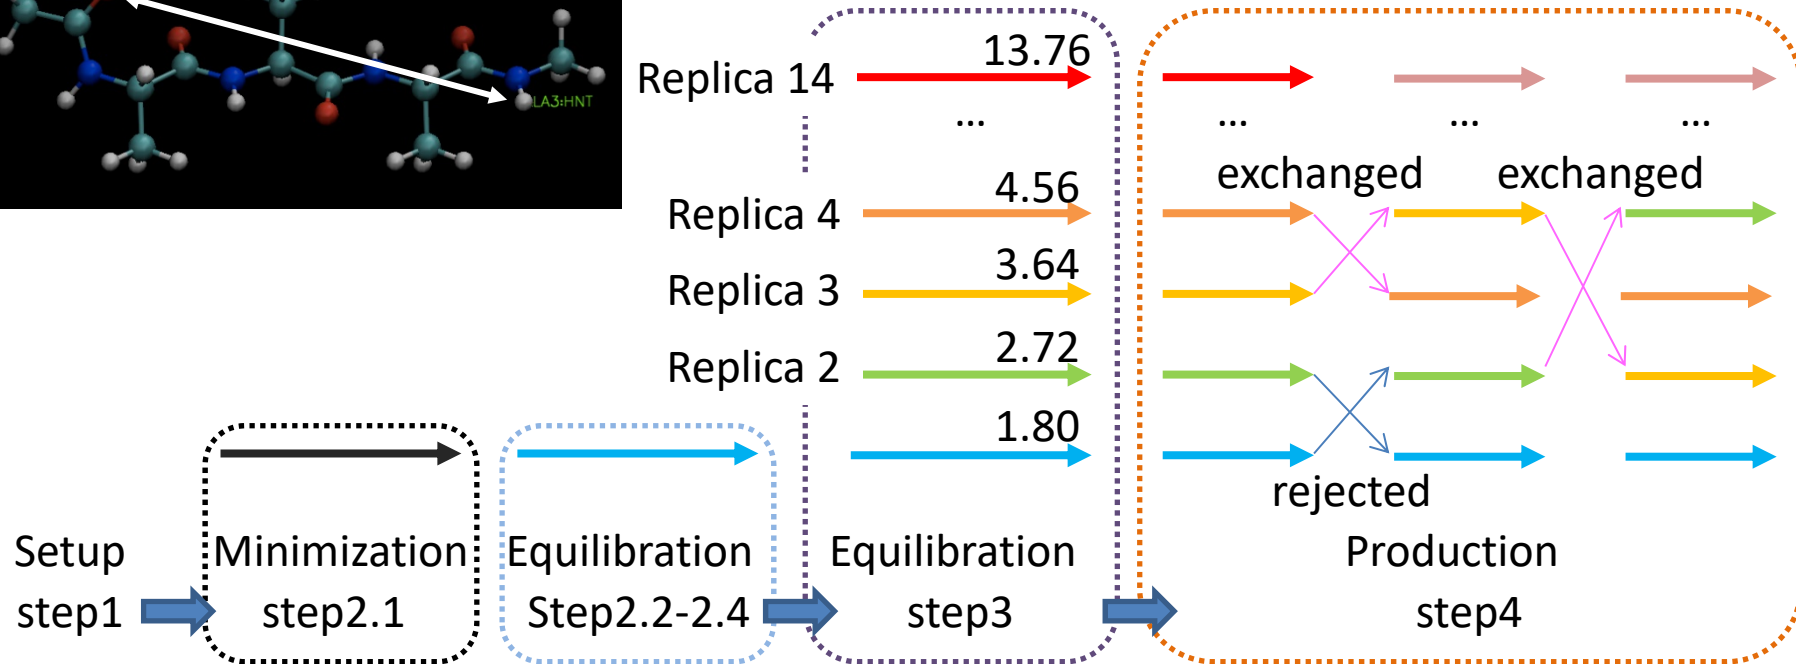 LA3:HNT
13.76
Replica 14
... ... ... ...
exchanged exchanged
4.56
Replica 4
3.64
Replica 3
2.72
Replica 2
1.80
rejected
Setup
step1
Minimization
step2.1
Equilibration
Step2.2-2.4
Equilibration
step3
Production
step4